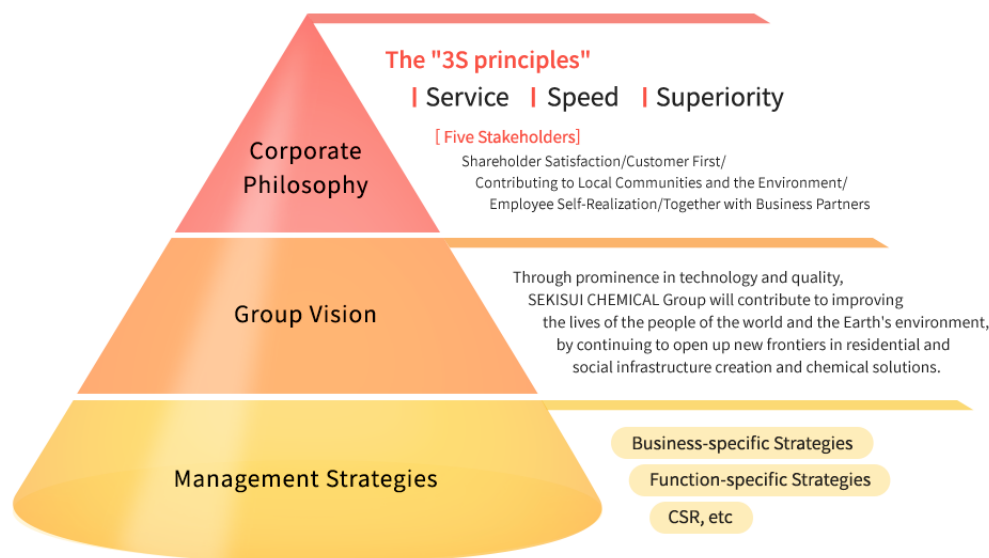 The "3S principles"
Service Speed Superiority
[ Five Stakeholders]
Shareholder Satisfaction/Customer First/
Contributing to Local Communities and the Environment/
Employee Self-Realization/Together with Business Partners
Corporate
Philosophy
Through prominence in technology and quality,
SEKISUI CHEMICAL Group will contribute to improving
the lives of the people of the world and the Earth's environment,
by continuing to open up new frontiers in residential and
social infrastructure creation and chemical solutions.
Group Vision
Business-specific Strategies
Function-specific Strategies
CSR, etc
Management Strategies